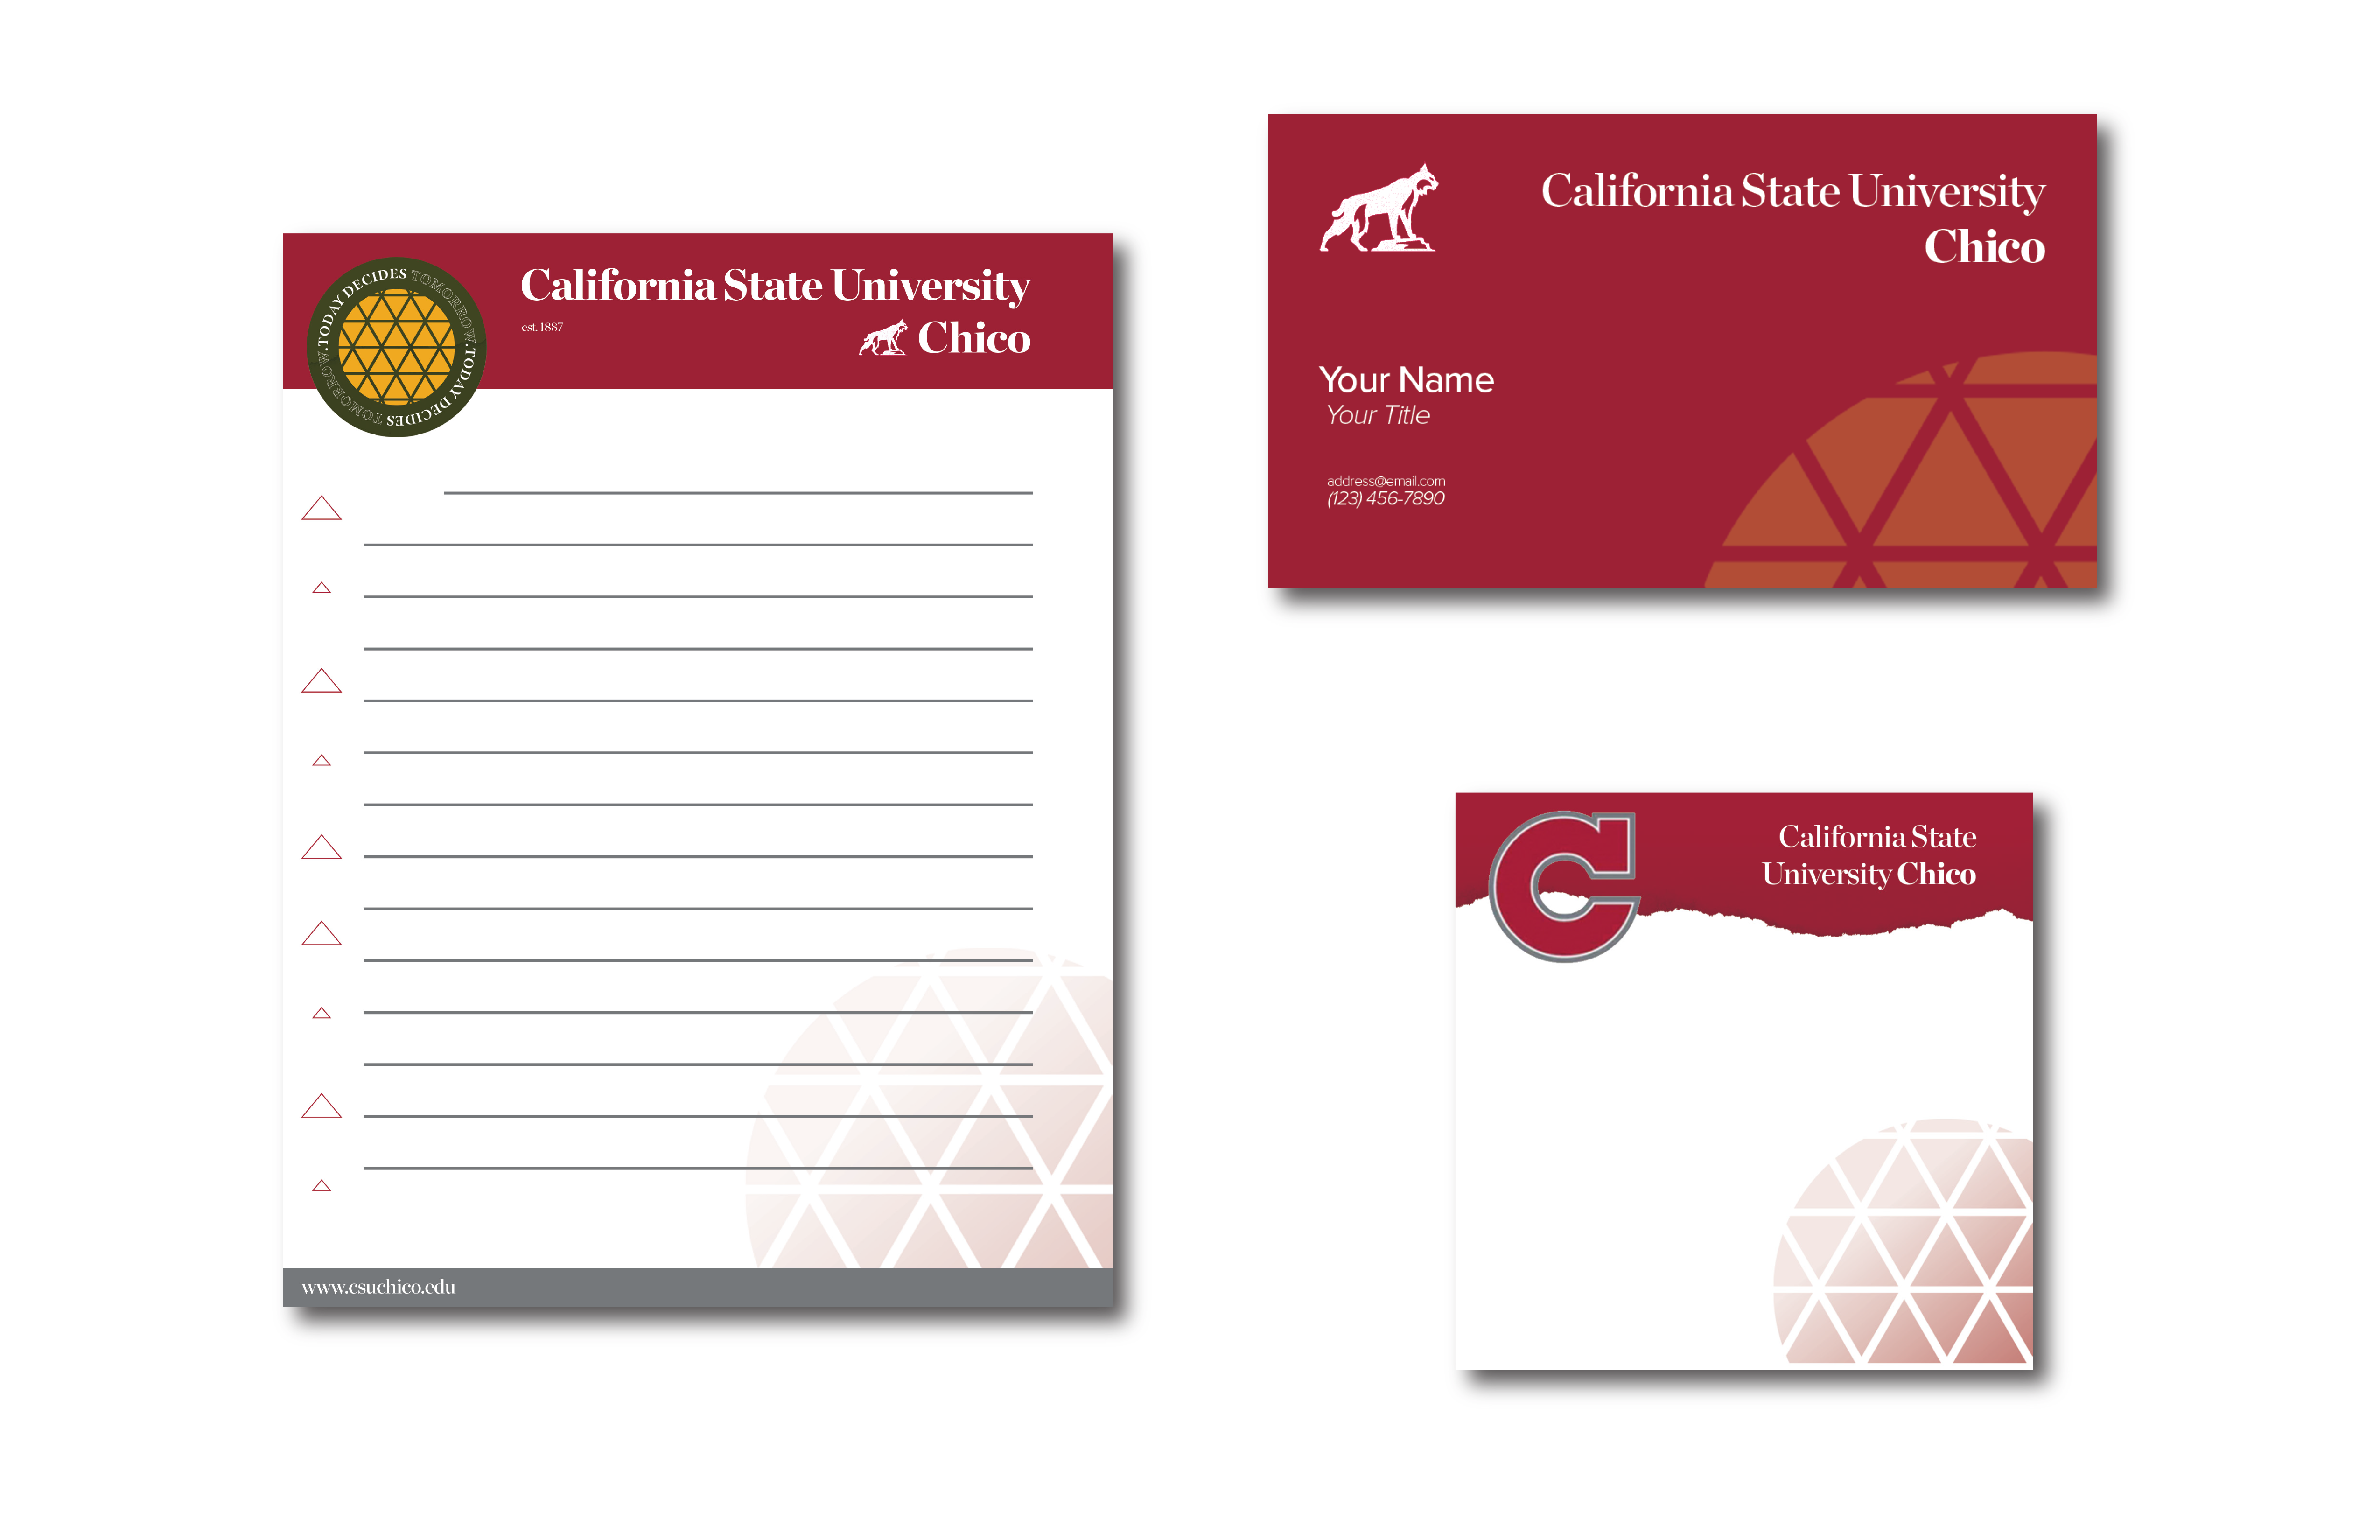 TODAY DECIDES TOMORROW. TODAY DECIDES TOMORROW.
California State University
est. 1887
Chico
www.csuchico.edu
California State University
Chico
Your Name
Your Title
address@email.com
(123) 456-7890
C
California State
University Chico